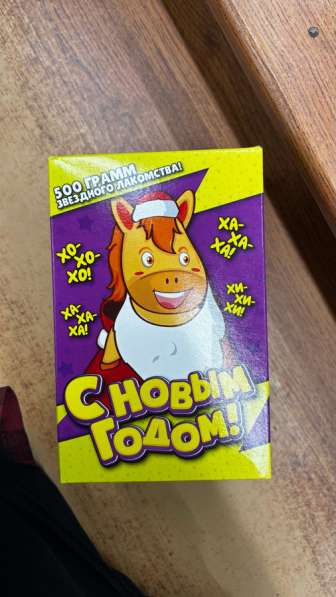 500 ГРАММ
ЗВЕЗДНОГО ЛАКОМСТВА!
ХО-
ХО-
ХО!
ХА-
ХА-
ХА!
ХА-
ХА-
ХА!
ХИ-
ХИ-
ХИ!
С НОВЫМ
ГОДОМ!